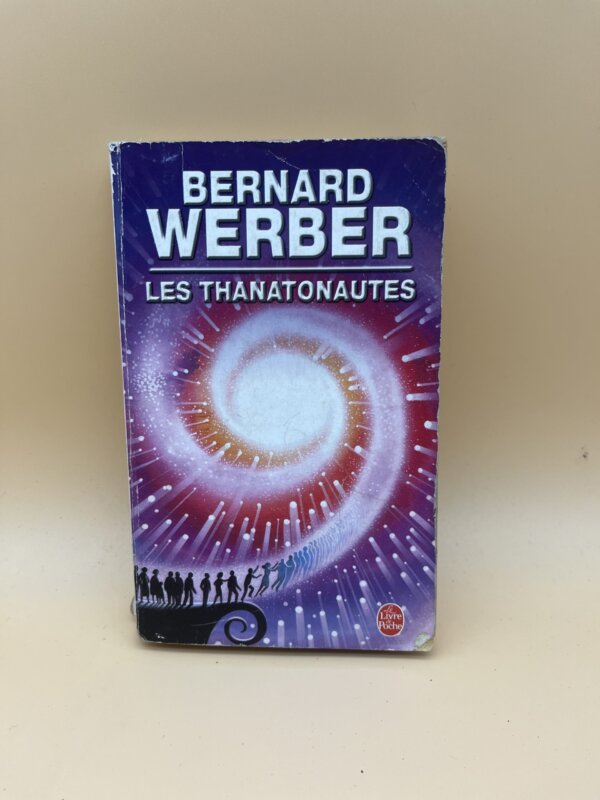 BERNARD
WERBER
LES THANATONAUTES
Le
Livre
de
Poche